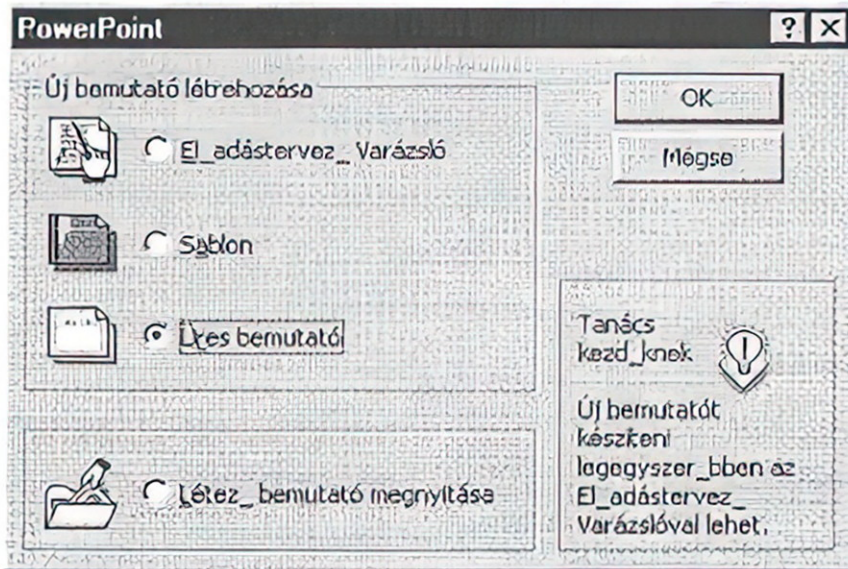 PowerPoint
Új bemutató létrehozása
El_adástervez_ Varázsló
Sablon
Üres bemutató
Létez_ bemutató megnyitása
OK
Mégse
Tanács
kezd_knek
Új bemutatót
készíteni
legegyszer_bben az
El_adástervez_
Varázslóval lehet.